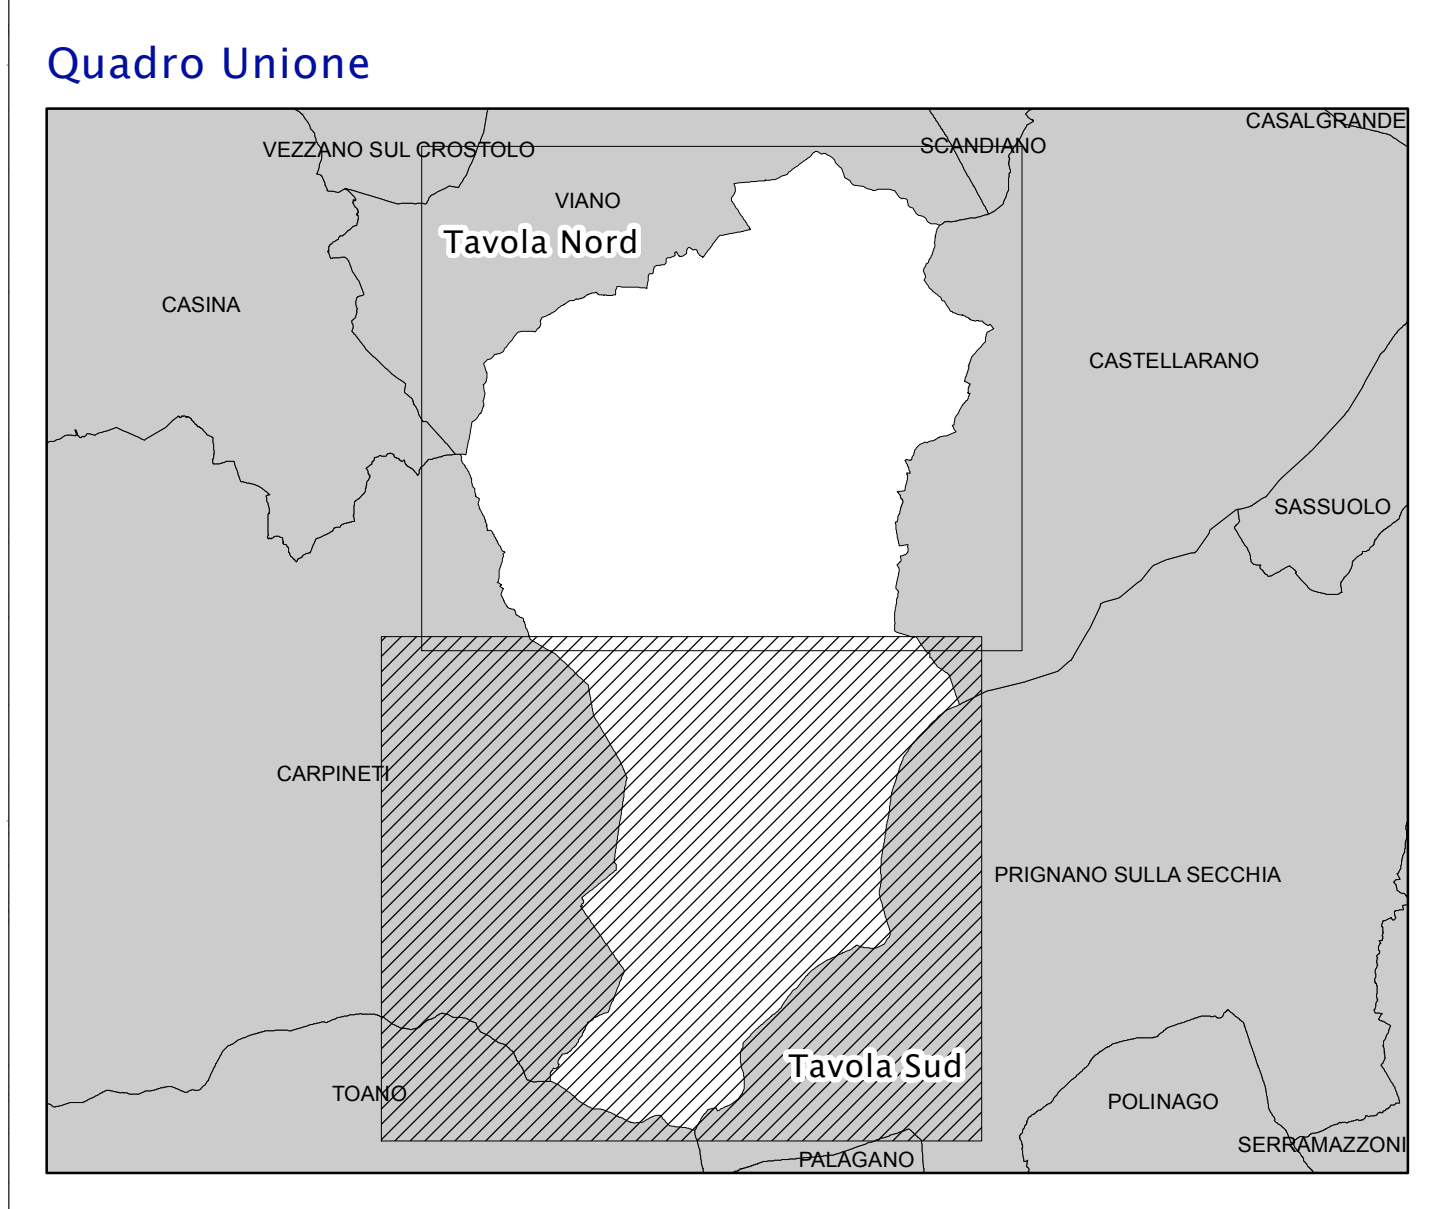 Quadro Unione
CASALGRANDE
VEZZANO SUL CROSTOLO
SCANDIANO
VIANO
Tavola Nord
CASINA
CASTELLARANO
SASSUOLO
CARPINETI
PRIGNANO SULLA SECCHIA
Tavola Sud
TOANO
POLINAGO
SERRAMAZZONI
PALAGANO